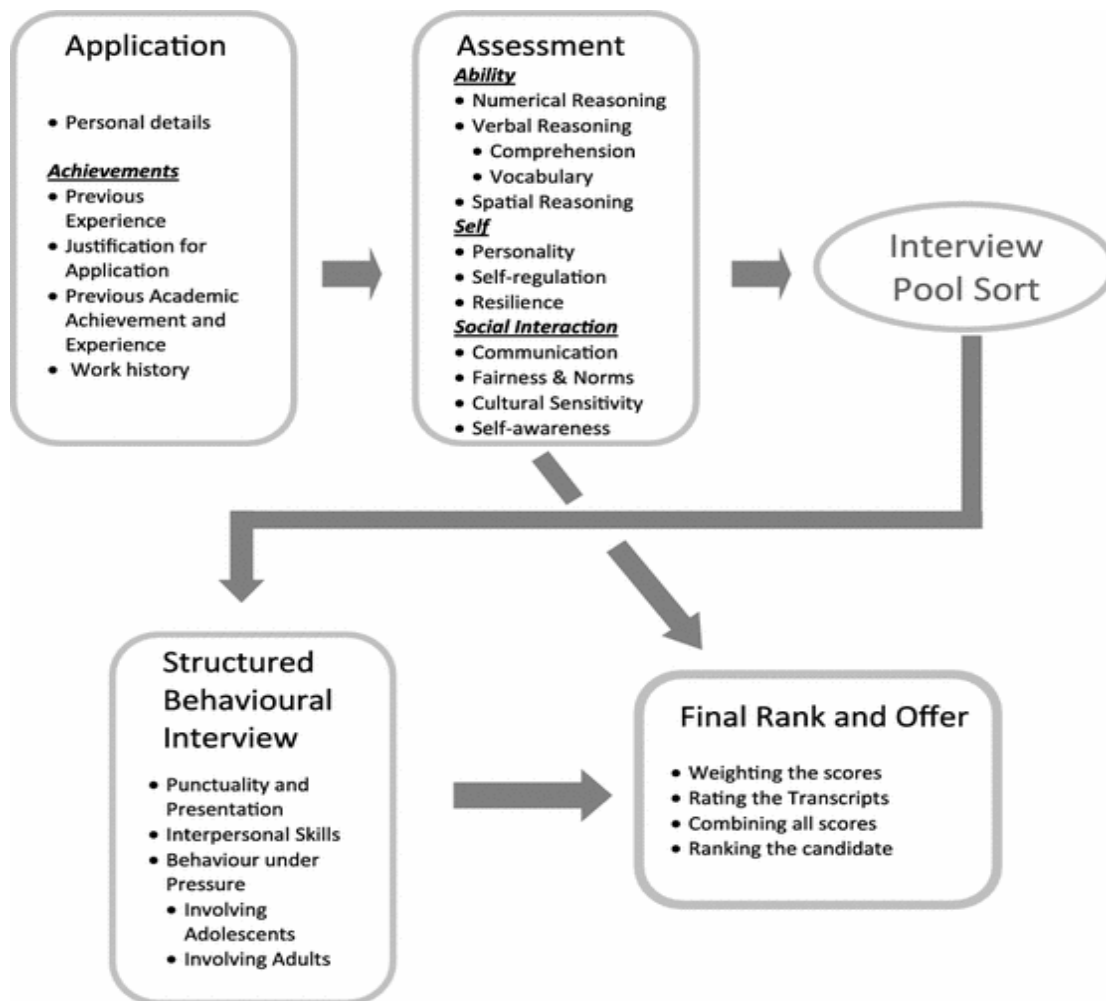 Application
• Personal details
Achievements
• Previous
Experience
• Justification for
Application
• Previous Academic
Achievement and
Experience
• Work history
Assessment
Ability
• Numerical Reasoning
• Verbal Reasoning
• Comprehension
• Vocabulary
• Spatial Reasoning
Self
• Personality
• Self-regulation
• Resilience
Social Interaction
• Communication
• Fairness & Norms
• Cultural Sensitivity
• Self-awareness
Interview
Pool Sort
Structured
Behavioural
Interview
• Punctuality and
Presentation
• Interpersonal Skills
• Behaviour under
Pressure
• Involving
Adolescents
• Involving Adults
Final Rank and Offer
• Weighting the scores
• Rating the Transcripts
• Combining all scores
• Ranking the candidate